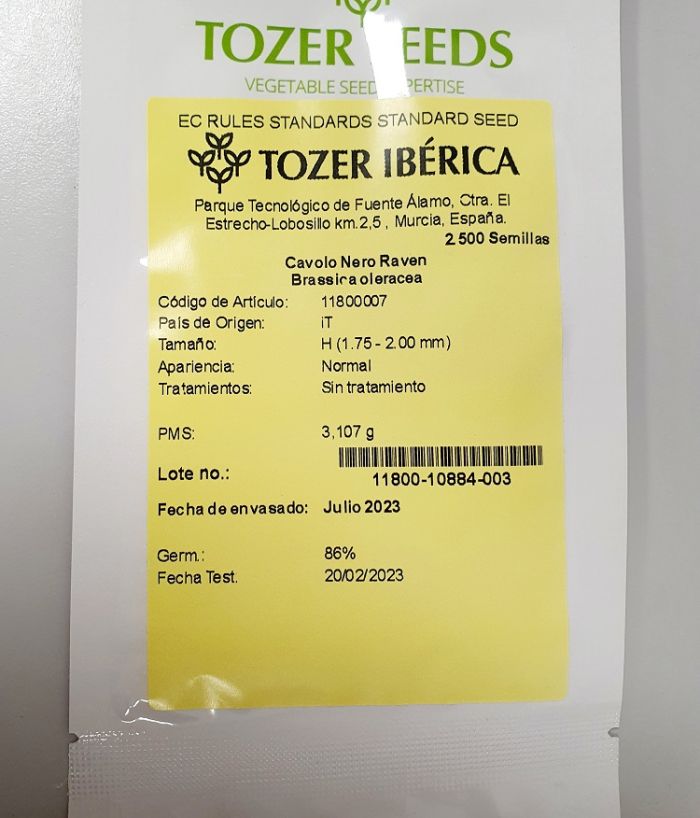 TOZER SEEDS
VEGETABLE SEED EXPERTISE
EC RULES STANDARDS STANDARD SEED
TOZER IBÉRICA
Parque Tecnológico de Fuente Álamo, Ctra. El
Estrecho-Lobosillo km.2,5 , Murcia, España.
2.500 Semillas
Cavolo Nero Raven
Brassica oleracea
Código de Artículo: 11800007
País de Origen: iT
Tamaño: H (1.75 - 2.00 mm)
Apariencia: Normal
Tratamientos: Sin tratamiento
PMS: 3,107 g
Lote no.: 11800-10884-003
Fecha de envasado: Julio 2023
Germ.: 86%
Fecha Test. 20/02/2023